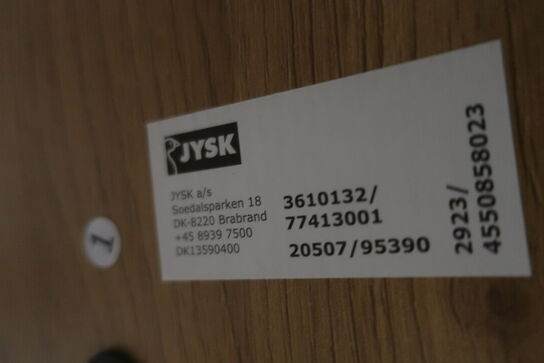 JYSK
JYSK a/s
Soedalsparken 18
DK-8220 Brabrand
+45 8939 7500
DK13590400
3610132/
77413001
20507/95390
2923/
4550858023
1